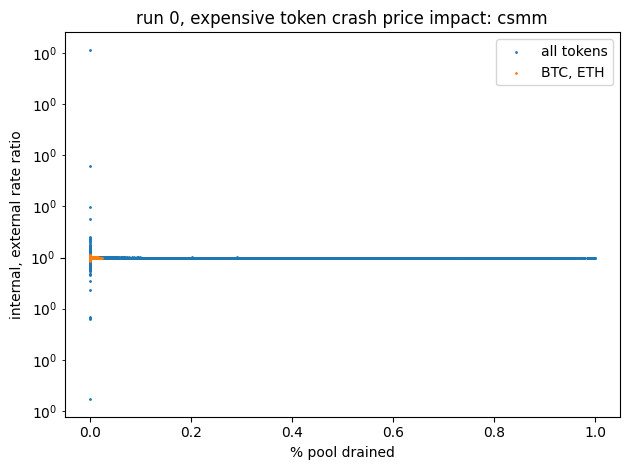 run 0, expensive token crash price impact: csmm
all tokens
BTC, ETH
internal, external rate ratio
10⁰
10⁰
10⁰
10⁰
10⁰
10⁰
10⁰
10⁰
0.0 0.2 0.4 0.6 0.8 1.0
% pool drained